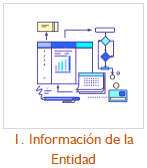 1. Información de la
Entidad